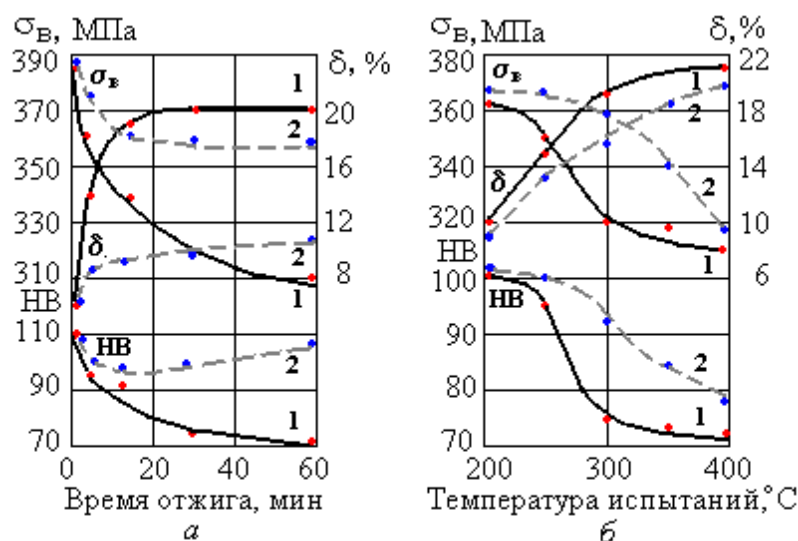 σв, МПа
δ, %
390
370
350
330
310
НВ
110
90
70
20
16
12
8
σв
1
2
δ
2
1
НВ
2
1
0
20
40
60
Время отжига, мин
а
σв, МПа
δ, %
380
360
340
320
НВ
100
90
80
70
22
18
14
10
6
σв
1
2
δ
2
1
НВ
2
1
200
300
400
Температура испытаний,°С
б